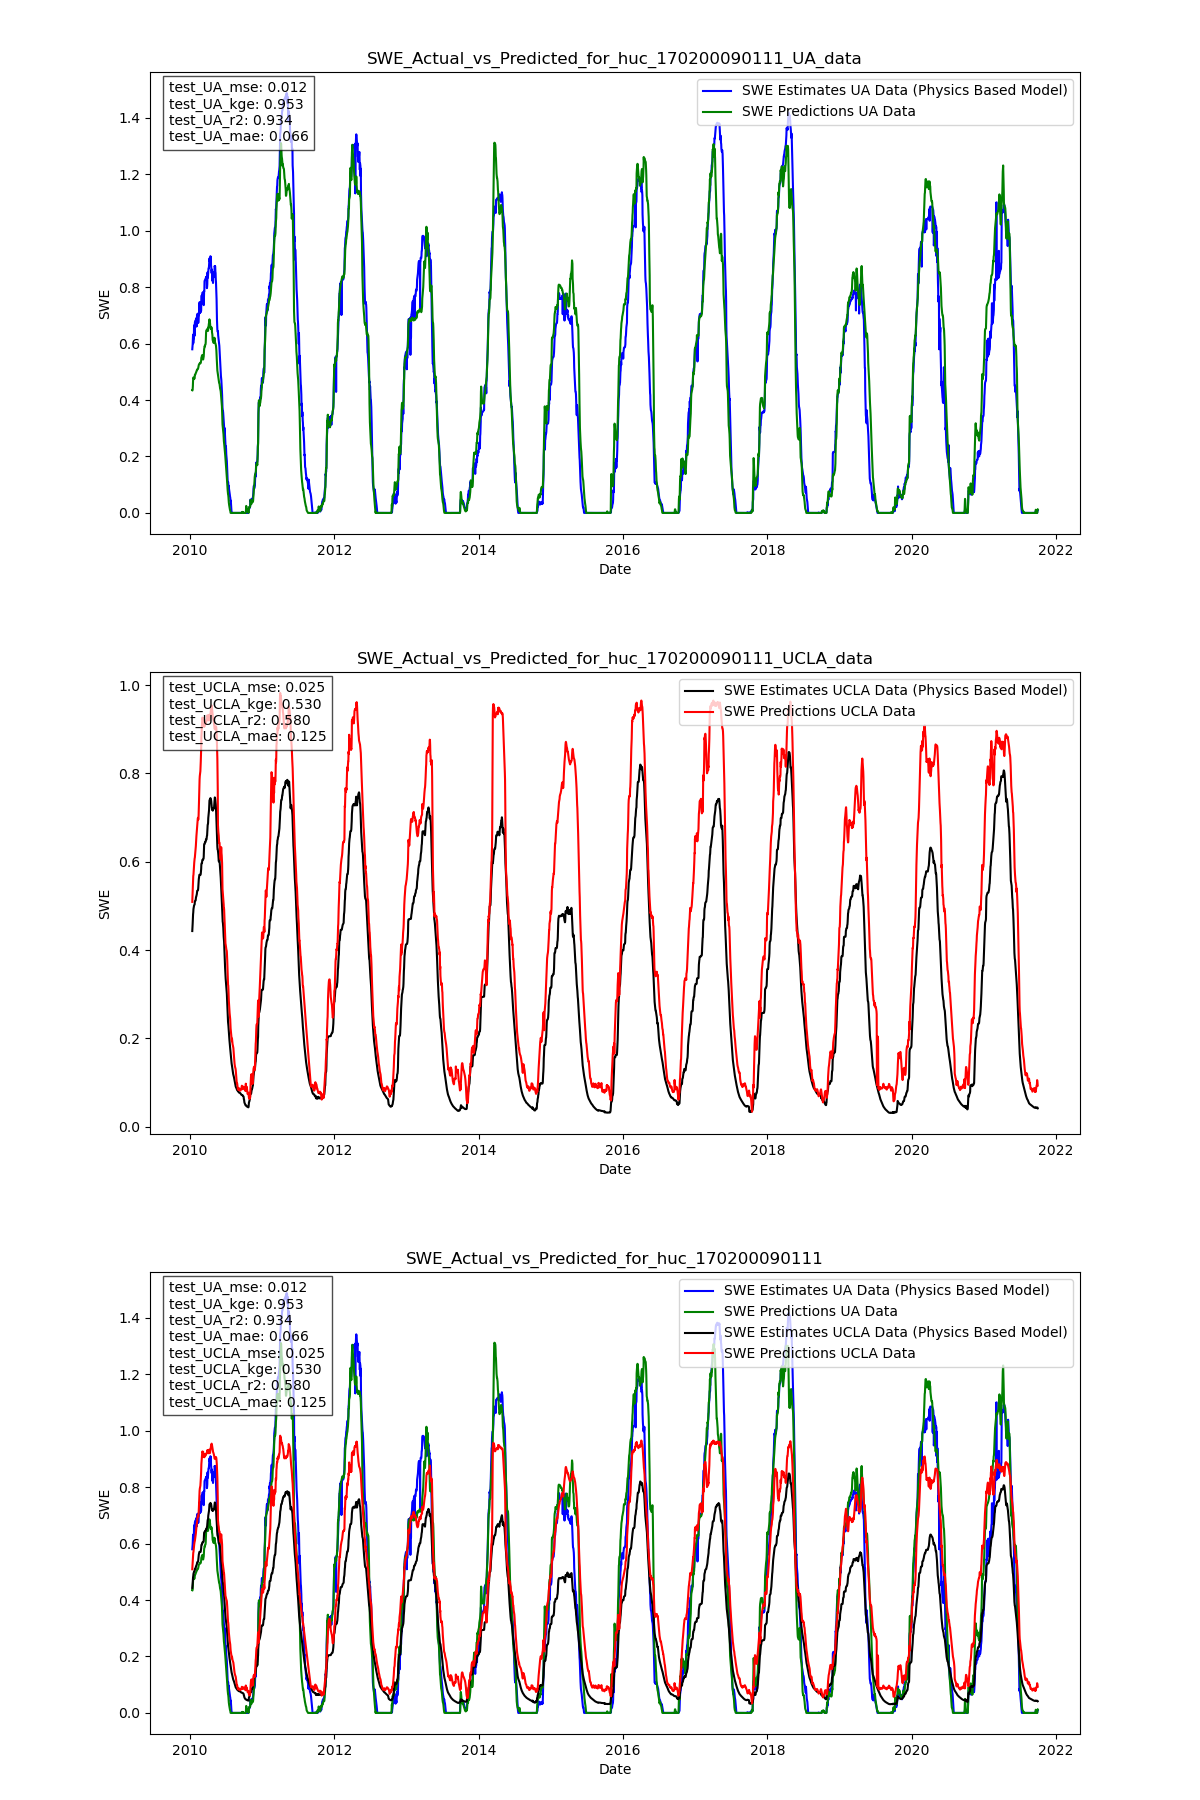 SWE_Actual_vs_Predicted_for_huc_170200090111_UA_data
test_UA_mse: 0.012
test_UA_kge: 0.953
test_UA_r2: 0.934
test_UA_mae: 0.066
SWE Estimates UA Data (Physics Based Model)
SWE Predictions UA Data
1.4
1.2
1.0
0.8
0.6
0.4
0.2
0.0
SWE
2010 2012 2014 2016 2018 2020 2022
Date
SWE_Actual_vs_Predicted_for_huc_170200090111_UCLA_data
test_UCLA_mse: 0.025
test_UCLA_kge: 0.530
test_UCLA_r2: 0.580
test_UCLA_mae: 0.125
SWE Estimates UCLA Data (Physics Based Model)
SWE Predictions UCLA Data
1.0
0.8
0.6
0.4
0.2
0.0
SWE
2010 2012 2014 2016 2018 2020 2022
Date
SWE_Actual_vs_Predicted_for_huc_170200090111
test_UA_mse: 0.012
test_UA_kge: 0.953
test_UA_r2: 0.934
test_UA_mae: 0.066
test_UCLA_mse: 0.025
test_UCLA_kge: 0.530
test_UCLA_r2: 0.580
test_UCLA_mae: 0.125
SWE Estimates UA Data (Physics Based Model)
SWE Predictions UA Data
SWE Estimates UCLA Data (Physics Based Model)
SWE Predictions UCLA Data
1.4
1.2
1.0
0.8
0.6
0.4
0.2
0.0
SWE
2010 2012 2014 2016 2018 2020 2022
Date